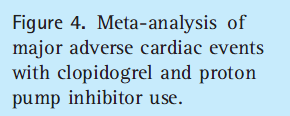 Figure 4. Meta-analysis of
major adverse cardiac events
with clopidogrel and proton
pump inhibitor use.